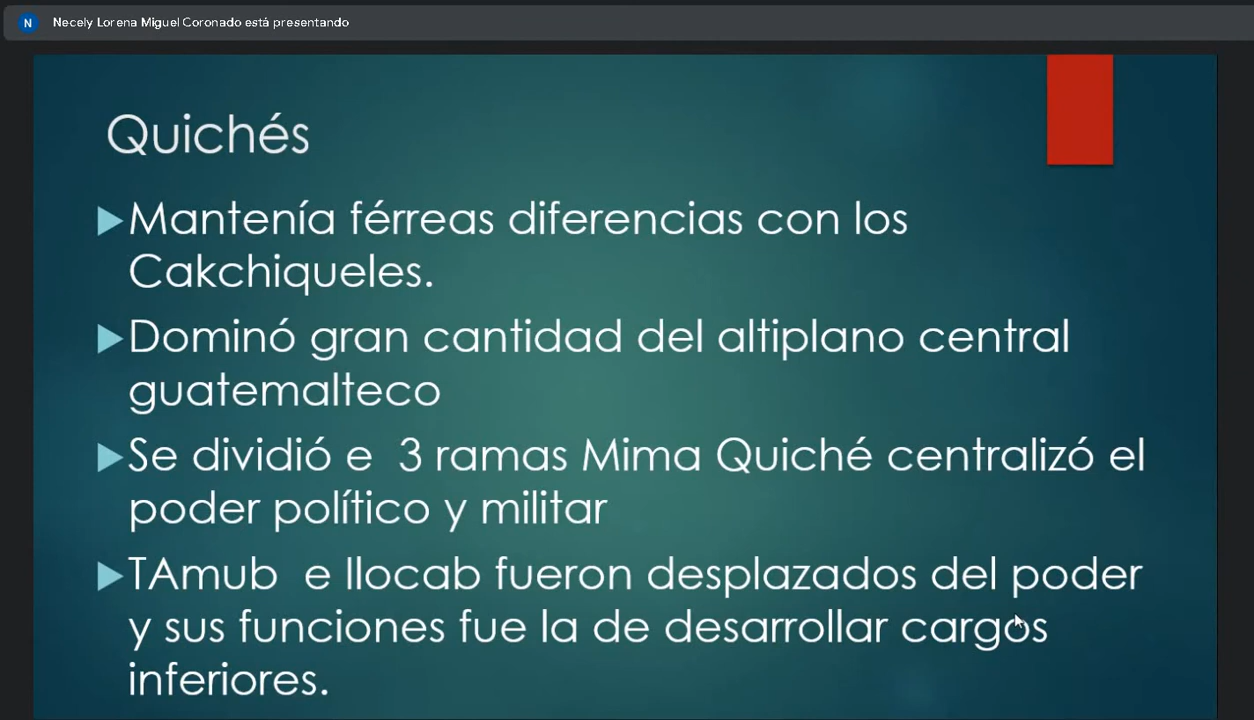 N Necely Lorena Miguel Coronado está presentando
Quichés
Mantenía férreas diferencias con los
Cakchiqueles.
Dominó gran cantidad del altiplano central
guatemalteco
Se dividió e 3 ramas Mima Quiché centralizó el
poder político y militar
TAmub e Ilocab fueron desplazados del poder
y sus funciones fue la de desarrollar cargos
inferiores.